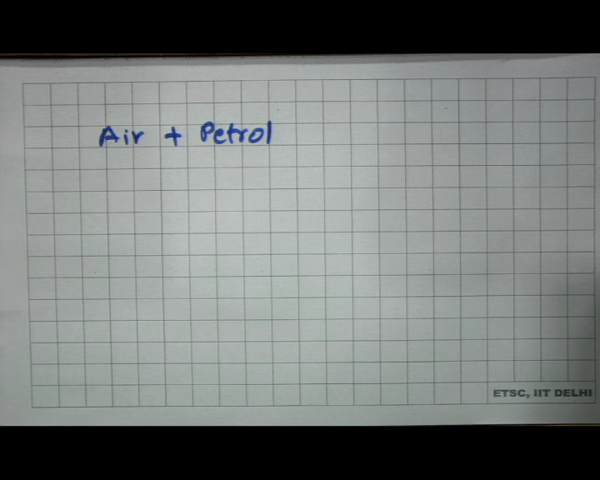 Air + Petrol
ETSC, IIT DELHI